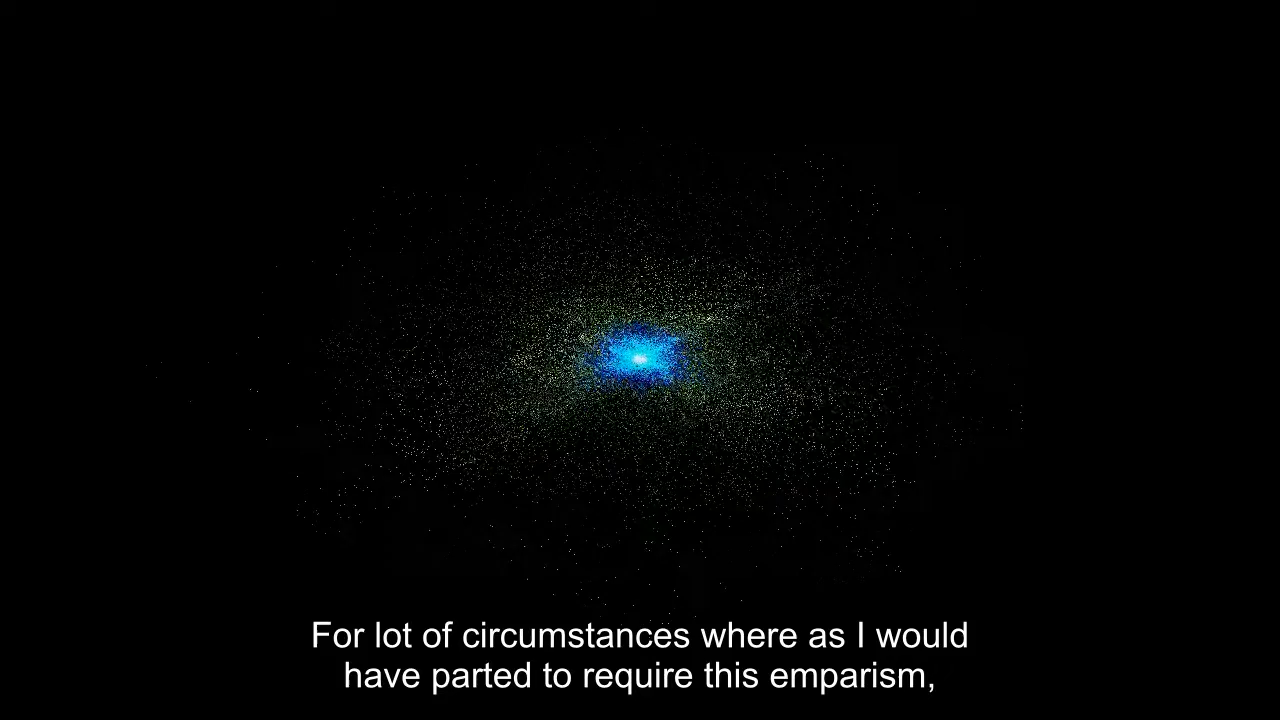 For lot of circumstances where as I would
have parted to require this emparism,